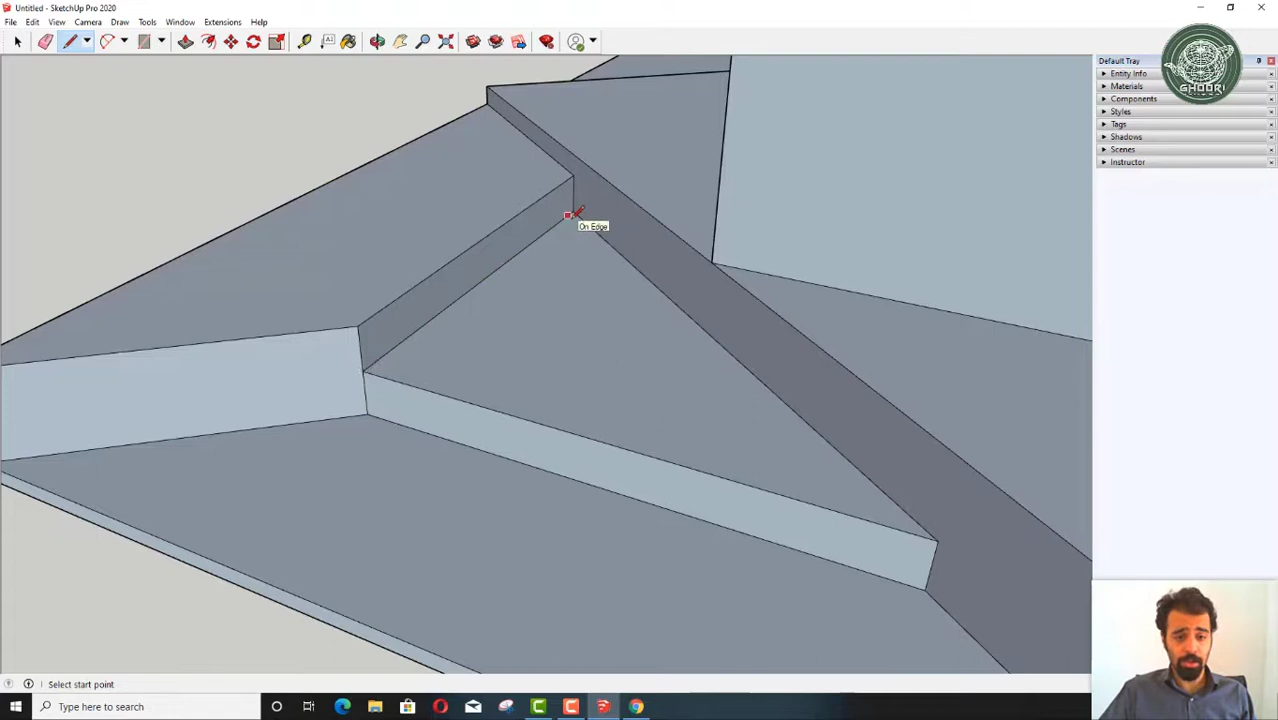 Untitled - SketchUp Pro 2020
File Edit View Camera Draw Tools Window Extensions Help
Default Tray
Entity Info
Materials
Components
Styles
Tags
Shadows
Scenes
Instructor
GHOORI
On Edge
Select start point
Type here to search